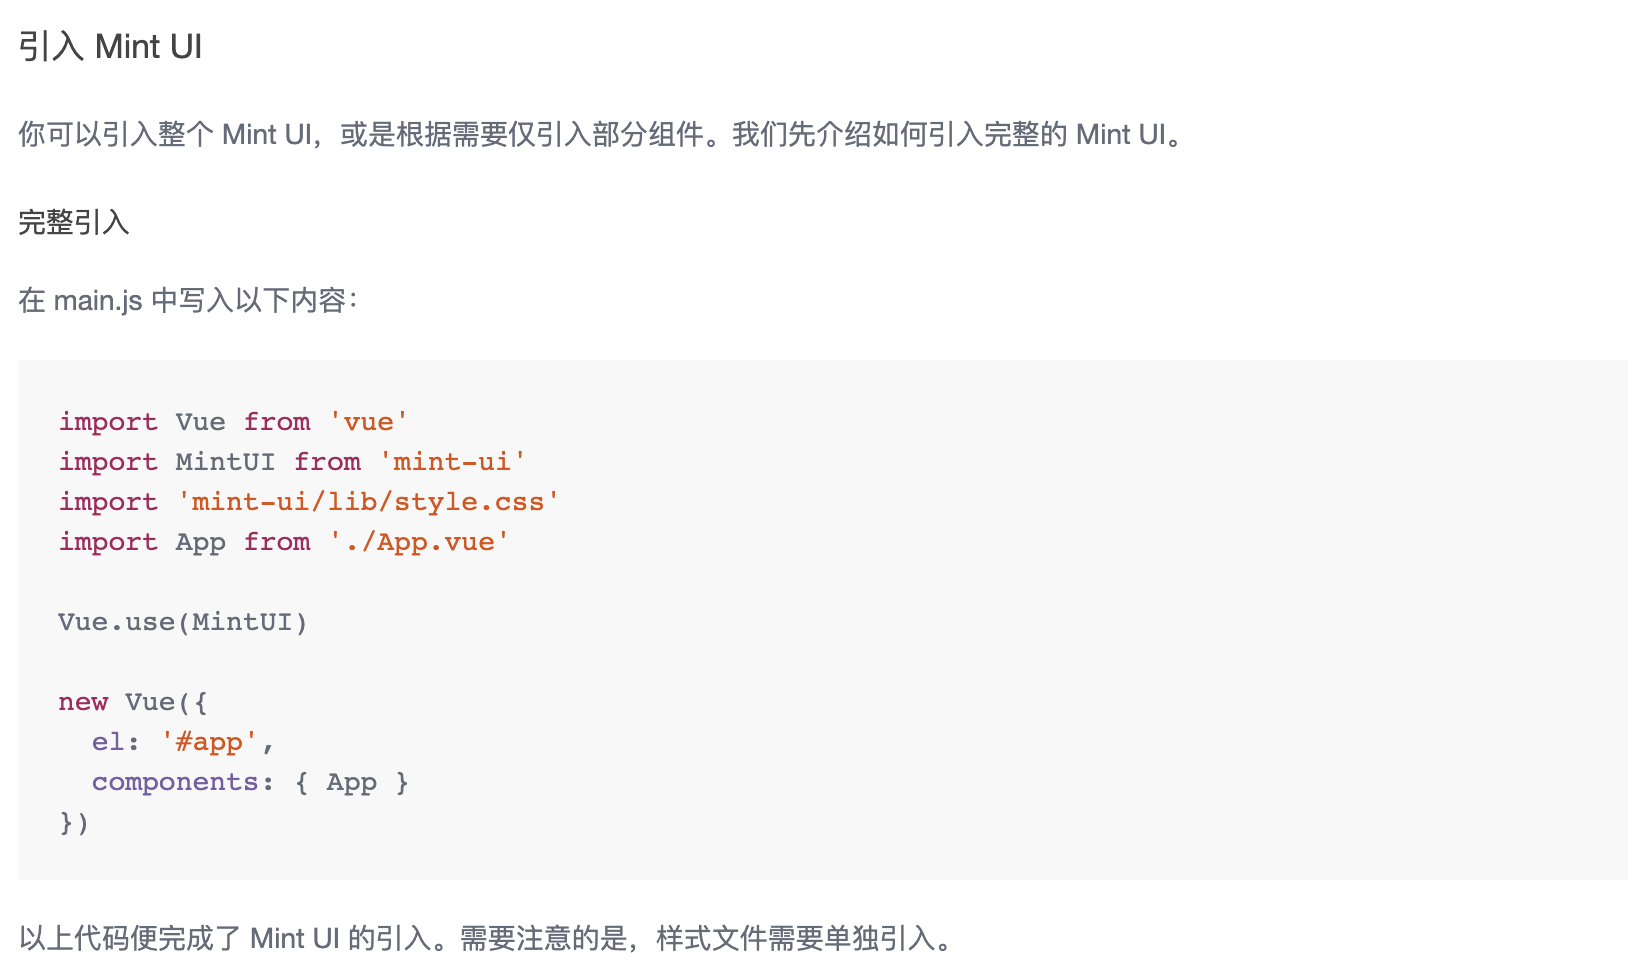 引入 Mint UI
你可以引入整个 Mint UI，或是根据需要仅引入部分组件。我们先介绍如何引入完整的 Mint UI。
完整引入
在 main.js 中写入以下内容：
import Vue from 'vue'
import MintUI from 'mint-ui'
import 'mint-ui/lib/style.css'
import App from './App.vue'
Vue.use(MintUI)
new Vue({
  el: '#app',
  components: { App }
})
以上代码便完成了 Mint UI 的引入。需要注意的是，样式文件需要单独引入。